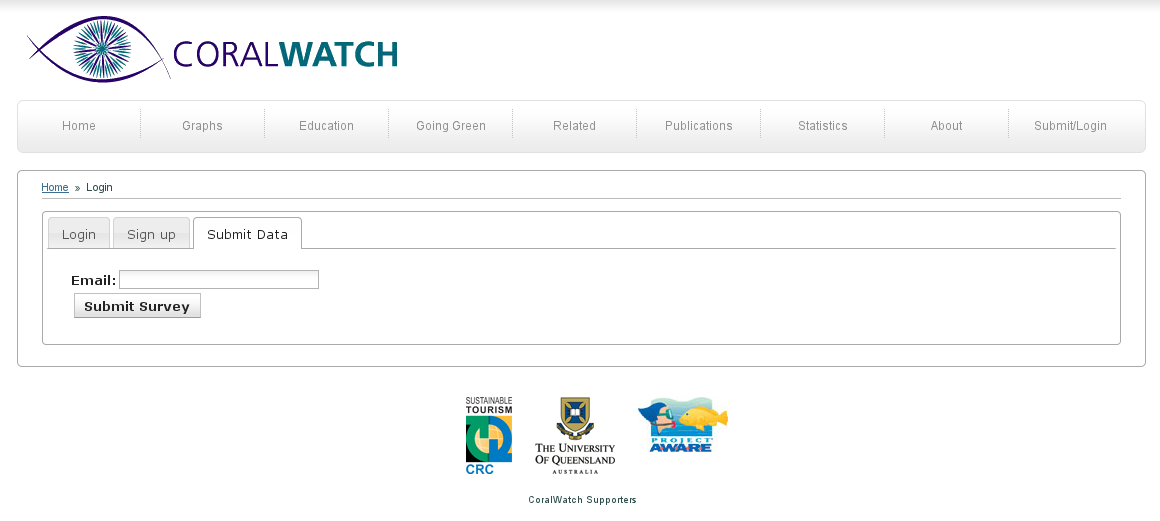 CORALWATCH
Home Graphs Education Going Green Related Publications Statistics About Submit/Login
Home » Login
Login Sign up Submit Data
Email:
Submit Survey
SUSTAINABLE
TOURISM
CRC
THE UNIVERSITY
OF QUEENSLAND
AUSTRALIA
PROJECT
AWARE
CoralWatch Supporters